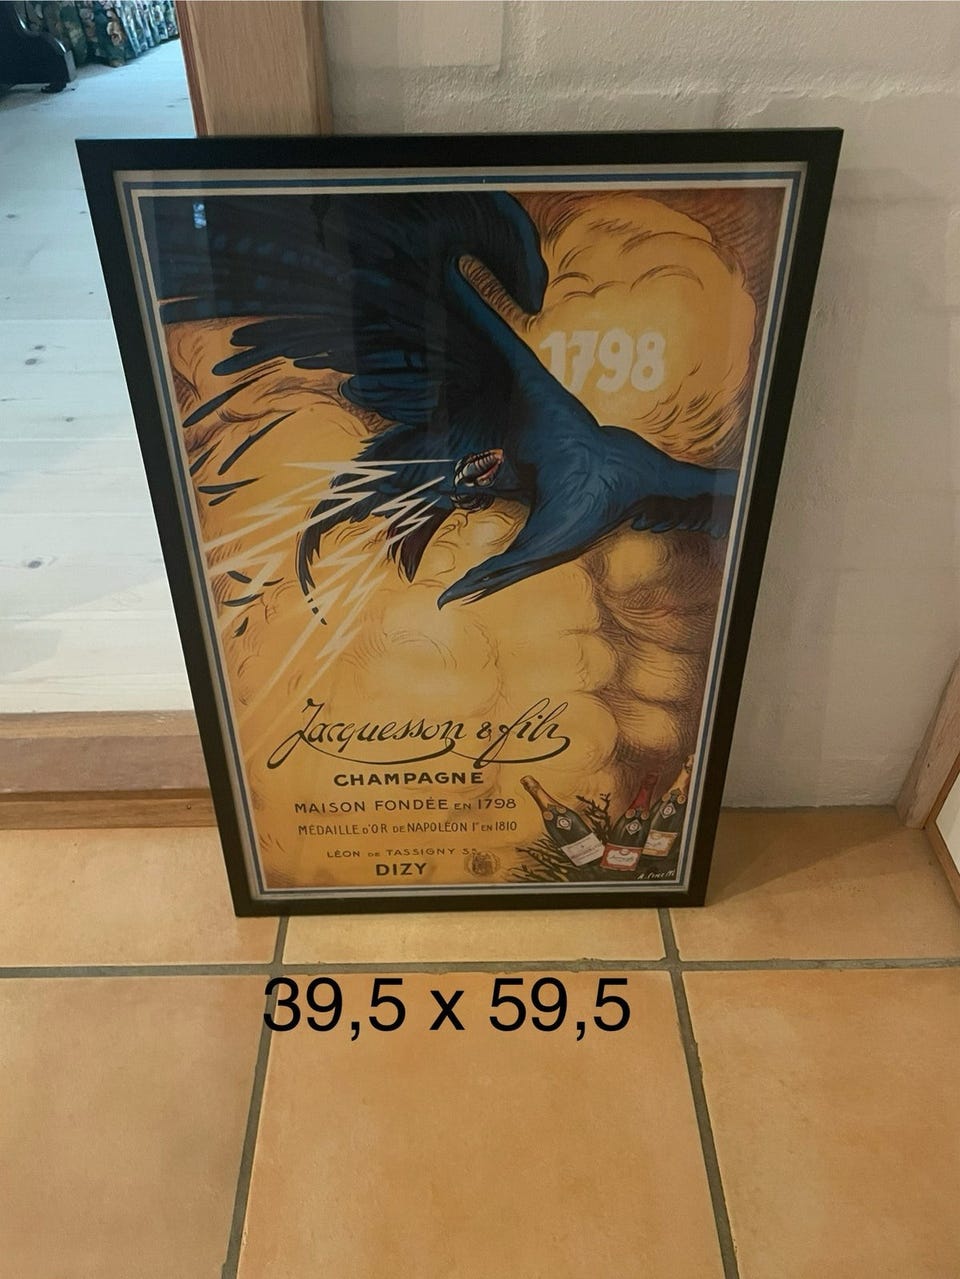 1798
Jacquesson & fils
CHAMPAGNE
MAISON FONDÉE EN 1798
MÉDAILLE D'OR DE NAPOLÉON 1er EN 1810
LÉON DE TASSIGNY
DIZY
39,5 x 59,5